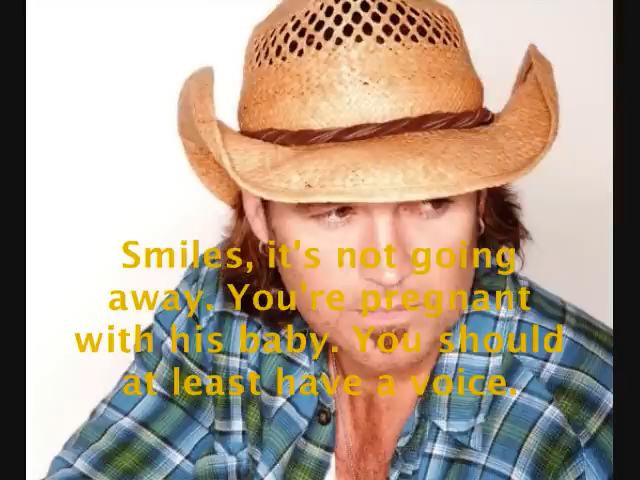 Smiles, it's not going
away. You're pregnant
with his baby. You should
at least have a voice.